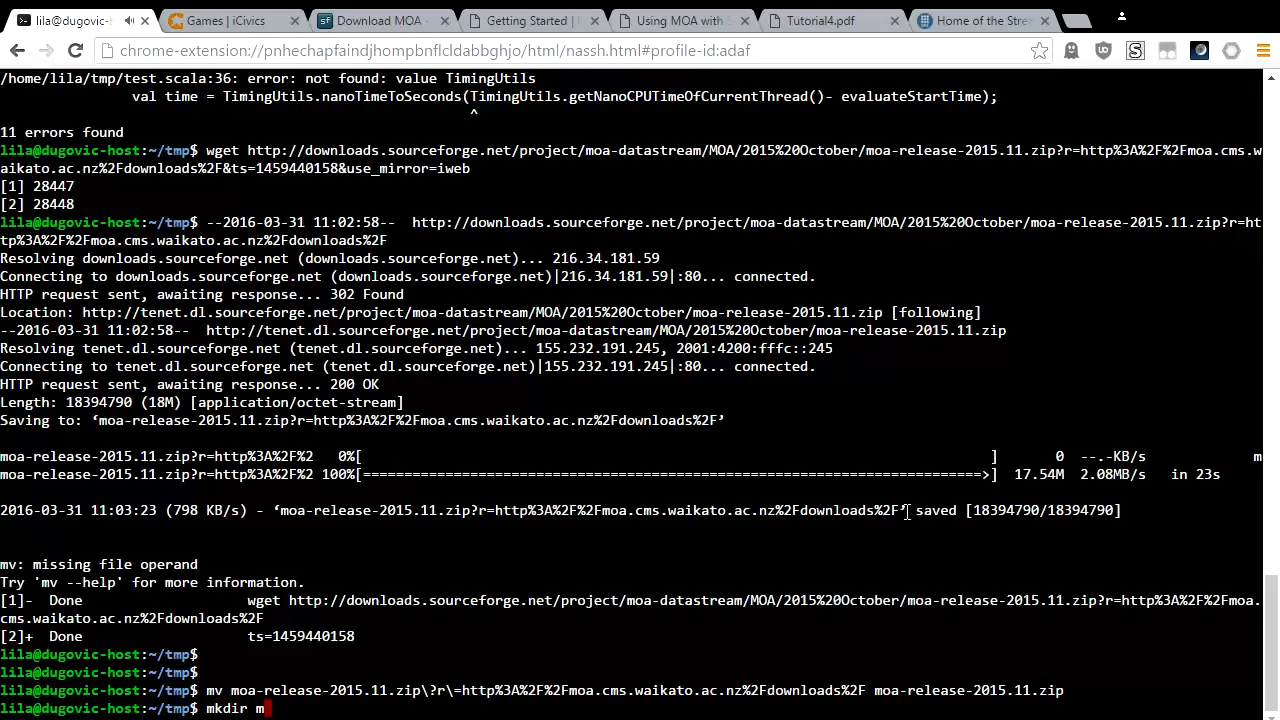 lila@dugovic-h
Games | iCivics
Download MOA -
Getting Started |
Using MOA with S
Tutorial4.pdf
Home of the Stre
chrome-extension://pnhechapfaindjhompbnflcldabbghjo/html/nassh.html#profile-id:adaf
/home/lila/tmp/test.scala:36: error: not found: value TimingUtils
val time = TimingUtils.nanoTimeToSeconds(TimingUtils.getNanoCPUTimeOfCurrentThread()- evaluateStartTime);
^
11 errors found
lila@dugovic-host:~/tmp$ wget http://downloads.sourceforge.net/project/moa-datastream/MOA/2015%20October/moa-release-2015.11.zip?r=http%3A%2F%2Fmoa.cms.w
aikato.ac.nz%2Fdownloads%2F&ts=1459440158&use_mirror=iweb
[1] 28447
[2] 28448
lila@dugovic-host:~/tmp$ --2016-03-31 11:02:58--  http://downloads.sourceforge.net/project/moa-datastream/MOA/2015%20October/moa-release-2015.11.zip?r=ht
tp%3A%2F%2Fmoa.cms.waikato.ac.nz%2Fdownloads%2F
Resolving downloads.sourceforge.net (downloads.sourceforge.net)... 216.34.181.59
Connecting to downloads.sourceforge.net (downloads.sourceforge.net)|216.34.181.59|:80... connected.
HTTP request sent, awaiting response... 302 Found
Location: http://tenet.dl.sourceforge.net/project/moa-datastream/MOA/2015%20October/moa-release-2015.11.zip [following]
--2016-03-31 11:02:58--  http://tenet.dl.sourceforge.net/project/moa-datastream/MOA/2015%20October/moa-release-2015.11.zip
Resolving tenet.dl.sourceforge.net (tenet.dl.sourceforge.net)... 155.232.191.245, 2001:4200:fffc::245
Connecting to tenet.dl.sourceforge.net (tenet.dl.sourceforge.net)|155.232.191.245|:80... connected.
HTTP request sent, awaiting response... 200 OK
Length: 18394790 (18M) [application/octet-stream]
Saving to: ‘moa-release-2015.11.zip?r=http%3A%2F%2Fmoa.cms.waikato.ac.nz%2Fdownloads%2F’
moa-release-2015.11.zip?r=http%3A%2F%2   0%[                                                                            ]       0  --.-KB/s              m
moa-release-2015.11.zip?r=http%3A%2F%2 100%[===========================================================================>]  17.54M  2.08MB/s   in 23s
2016-03-31 11:03:23 (798 KB/s) - ‘moa-release-2015.11.zip?r=http%3A%2F%2Fmoa.cms.waikato.ac.nz%2Fdownloads%2F’ saved [18394790/18394790]
mv: missing file operand
Try 'mv --help' for more information.
[1]-  Done                    wget http://downloads.sourceforge.net/project/moa-datastream/MOA/2015%20October/moa-release-2015.11.zip?r=http%3A%2F%2Fmoa.
cms.waikato.ac.nz%2Fdownloads%2F
[2]+  Done                    ts=1459440158
lila@dugovic-host:~/tmp$
lila@dugovic-host:~/tmp$
lila@dugovic-host:~/tmp$ mv moa-release-2015.11.zip\?r\=http%3A%2F%2Fmoa.cms.waikato.ac.nz%2Fdownloads%2F moa-release-2015.11.zip
lila@dugovic-host:~/tmp$ mkdir m